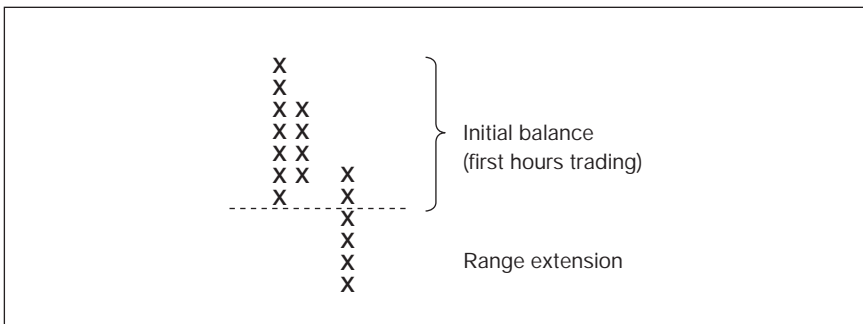 X
X
X X
X X Initial balance
X X (first hours trading)
X X X
X X
X
X
X Range extension
X